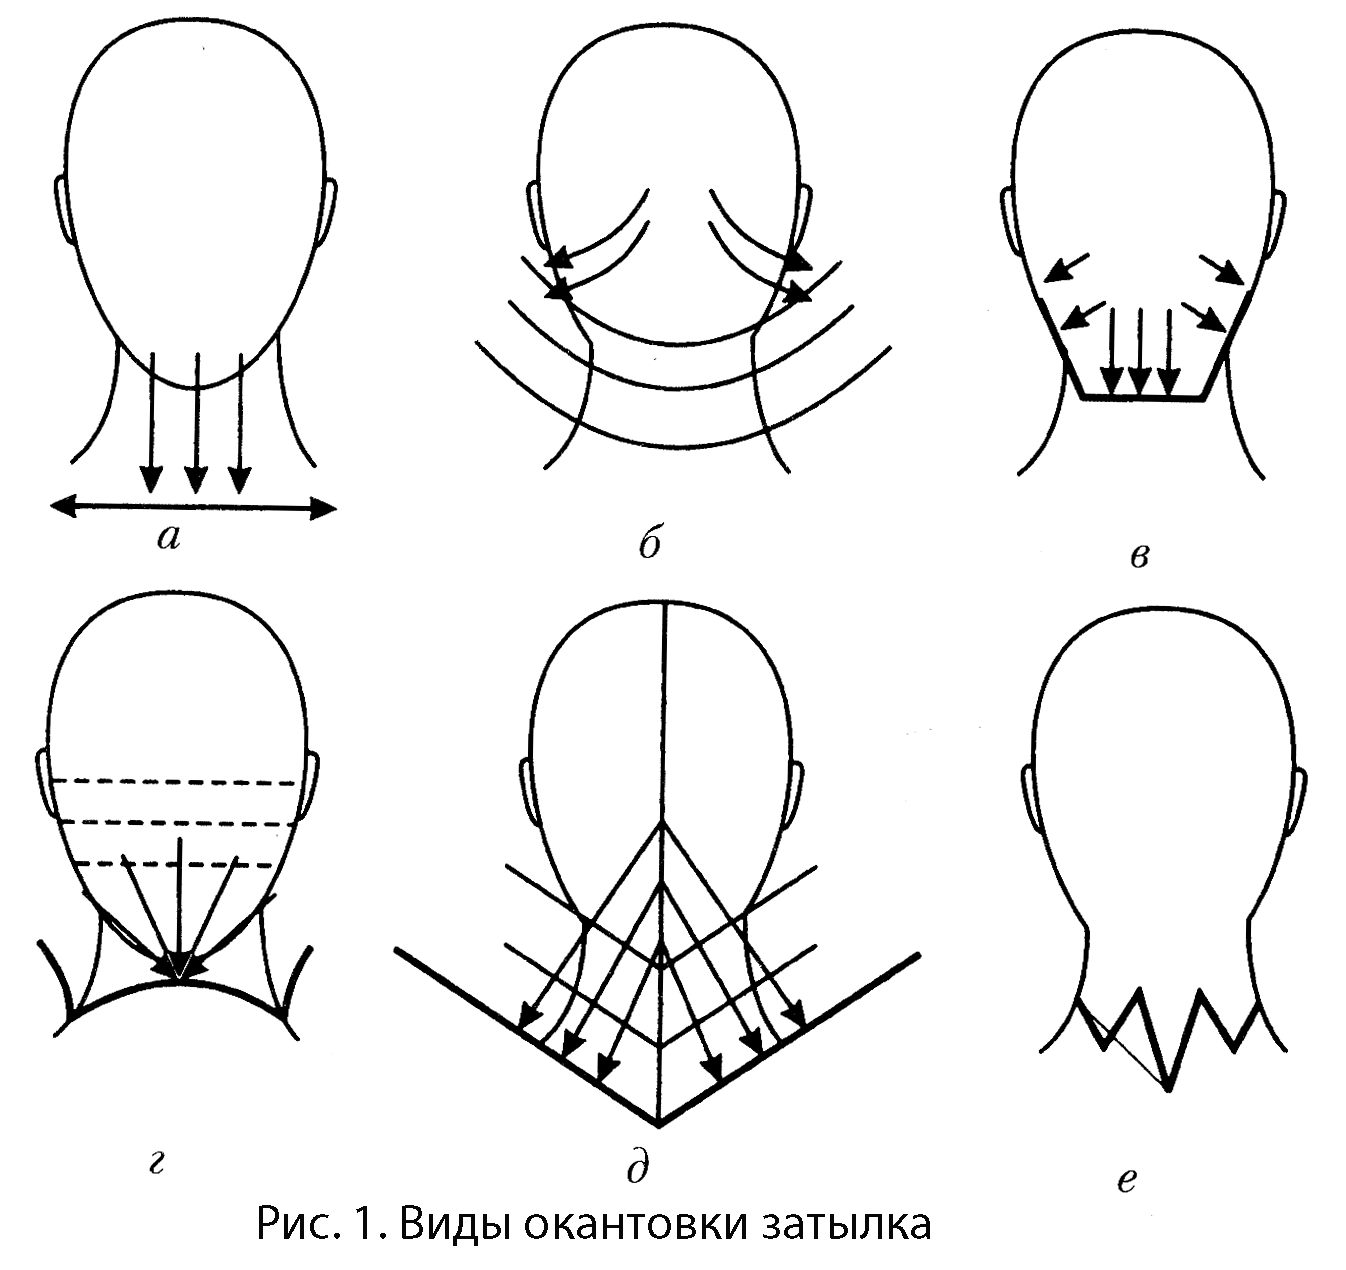 а
б
в
г
д
е
Рис. 1. Виды окантовки затылка